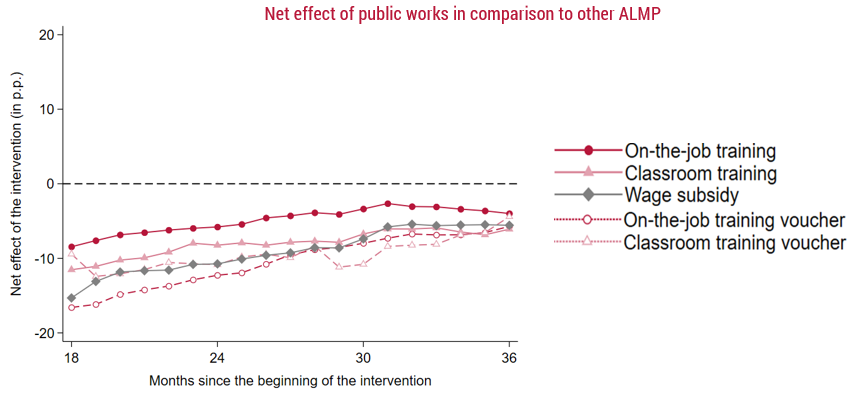 Net effect of public works in comparison to other ALMP
Net effect of the intervention (in p.p.)
20
10
0
-10
-20
18
24
30
36
Months since the beginning of the intervention
On-the-job training
Classroom training
Wage subsidy
On-the-job training voucher
Classroom training voucher